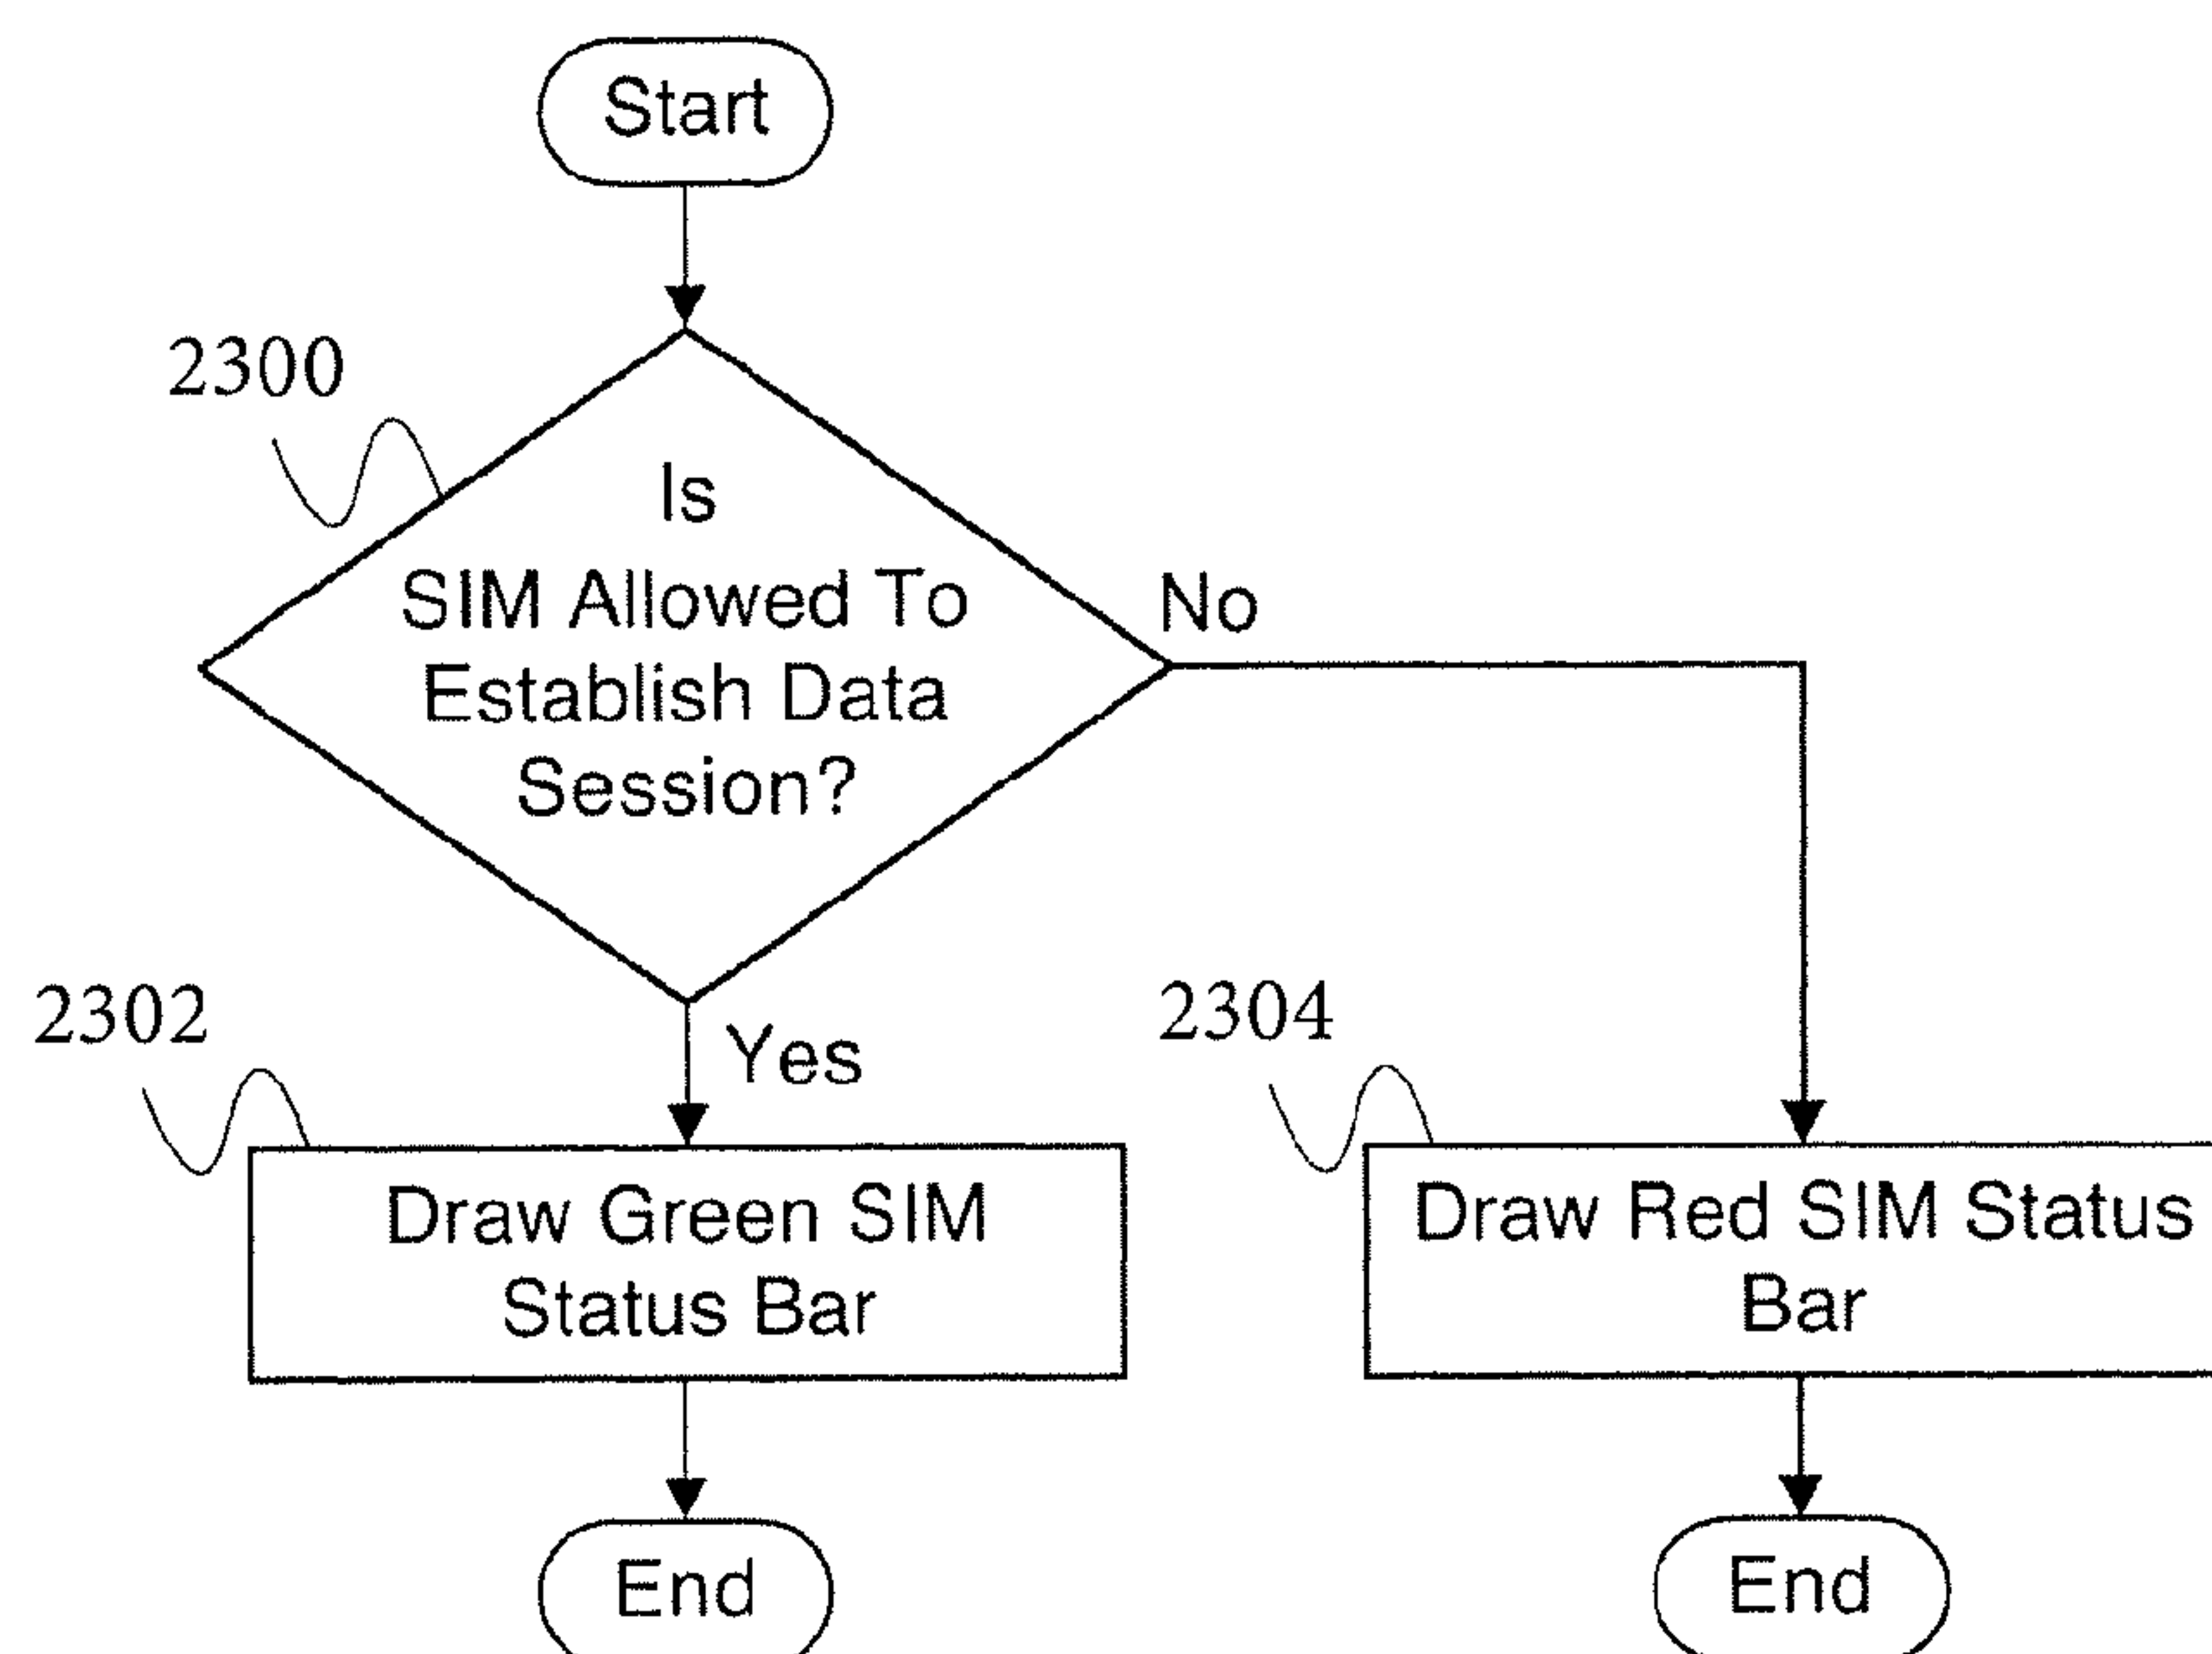 Start
2300
Is
SIM Allowed To
Establish Data
Session?
No
Yes
2302
Draw Green SIM
Status Bar
2304
Draw Red SIM Status
Bar
End
End